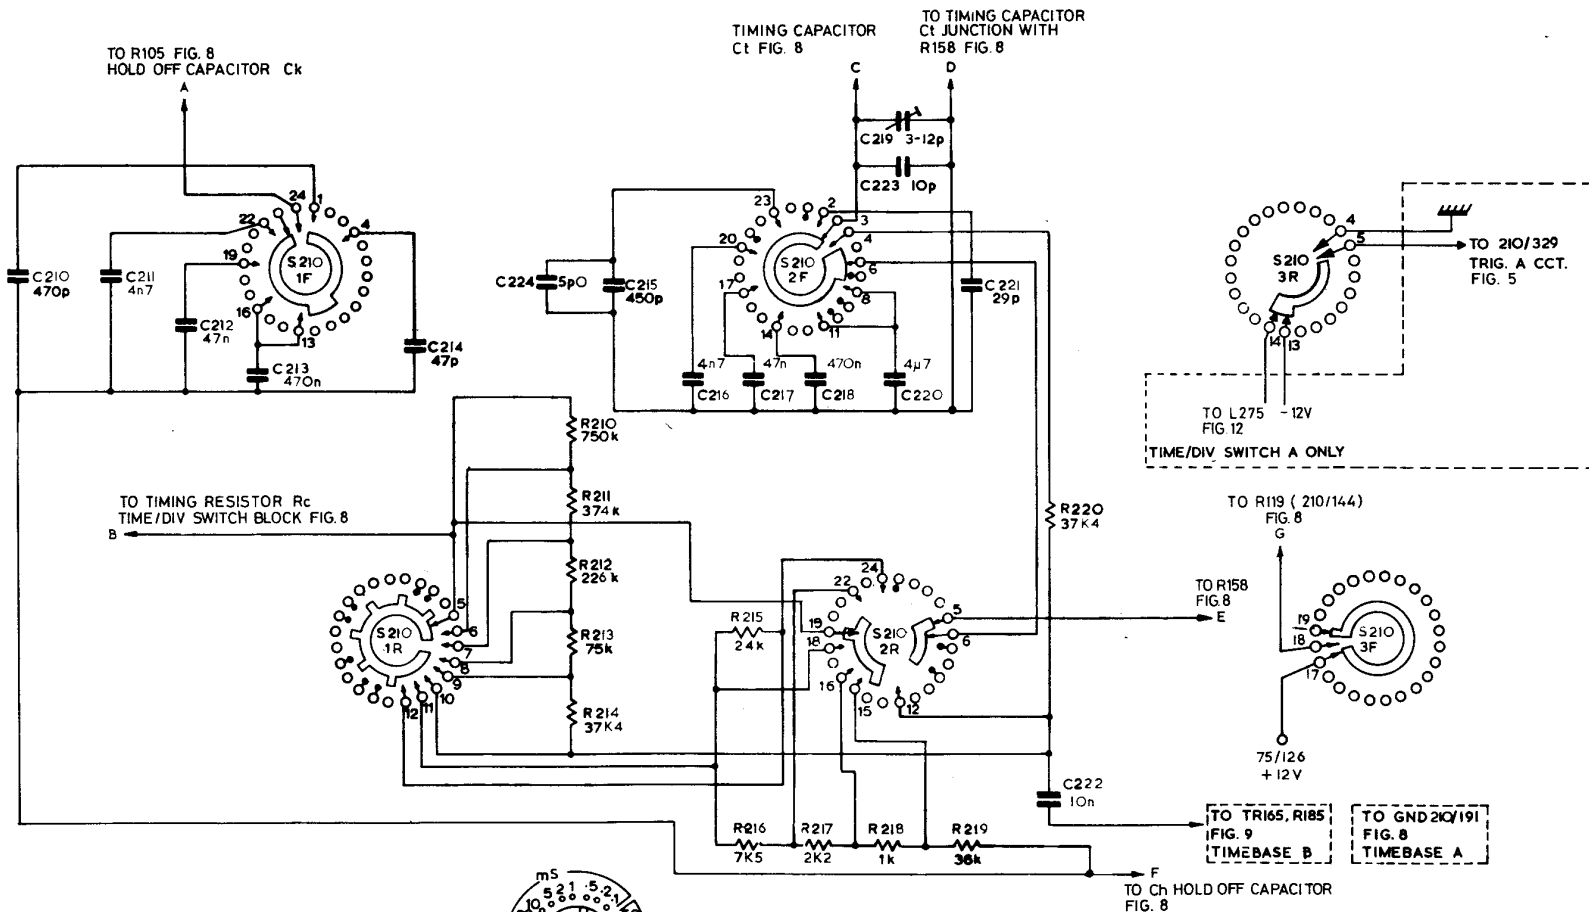 TO R105 FIG. 8
HOLD OFF CAPACITOR Ck
A
TIMING CAPACITOR
Ct FIG. 8
C
TO TIMING CAPACITOR
Ct JUNCTION WITH
R158 FIG. 8
D
C219 3-12p
C223 10p
24 1
22
4
19
S210
1F
16
13
C210
470p
C211
4n7
C212
47n
C213
470n
C214
47p
23
2
3
4
20
6
S210
2F
17
8
14
11
C224 5p0
C215
450p
C221
29p
4n7
C216
47n
C217
470n
C218
4µ7
C220
4
5
S210
3R
14 13
TO 210/329
TRIG. A CCT.
FIG. 5
TO L275
FIG.12
-12V
TIME/DIV SWITCH A ONLY
R210
750k
R211
374k
R212
226k
R213
75k
R214
37K4
TO TIMING RESISTOR Rc
TIME/DIV SWITCH BLOCK FIG.8
B
5
6
7
8
9
10
11
12
S210
1R
R220
37K4
R215
24k
24
22
19
18
16
15
12
5
6
S210
2R
TO R158
FIG.8
E
TO R119 (210/144)
FIG. 8
G
19
18
17
S210
3F
75/126
+12V
C222
10n
R216
7K5
R217
2K2
R218
1k
R219
36k
TO TR165, R185
FIG. 9
TIMEBASE B
TO GND 210/191
FIG. 8
TIMEBASE A
F
TO Ch HOLD OFF CAPACITOR
FIG. 8
mS
10 5 2 1 .5 .2